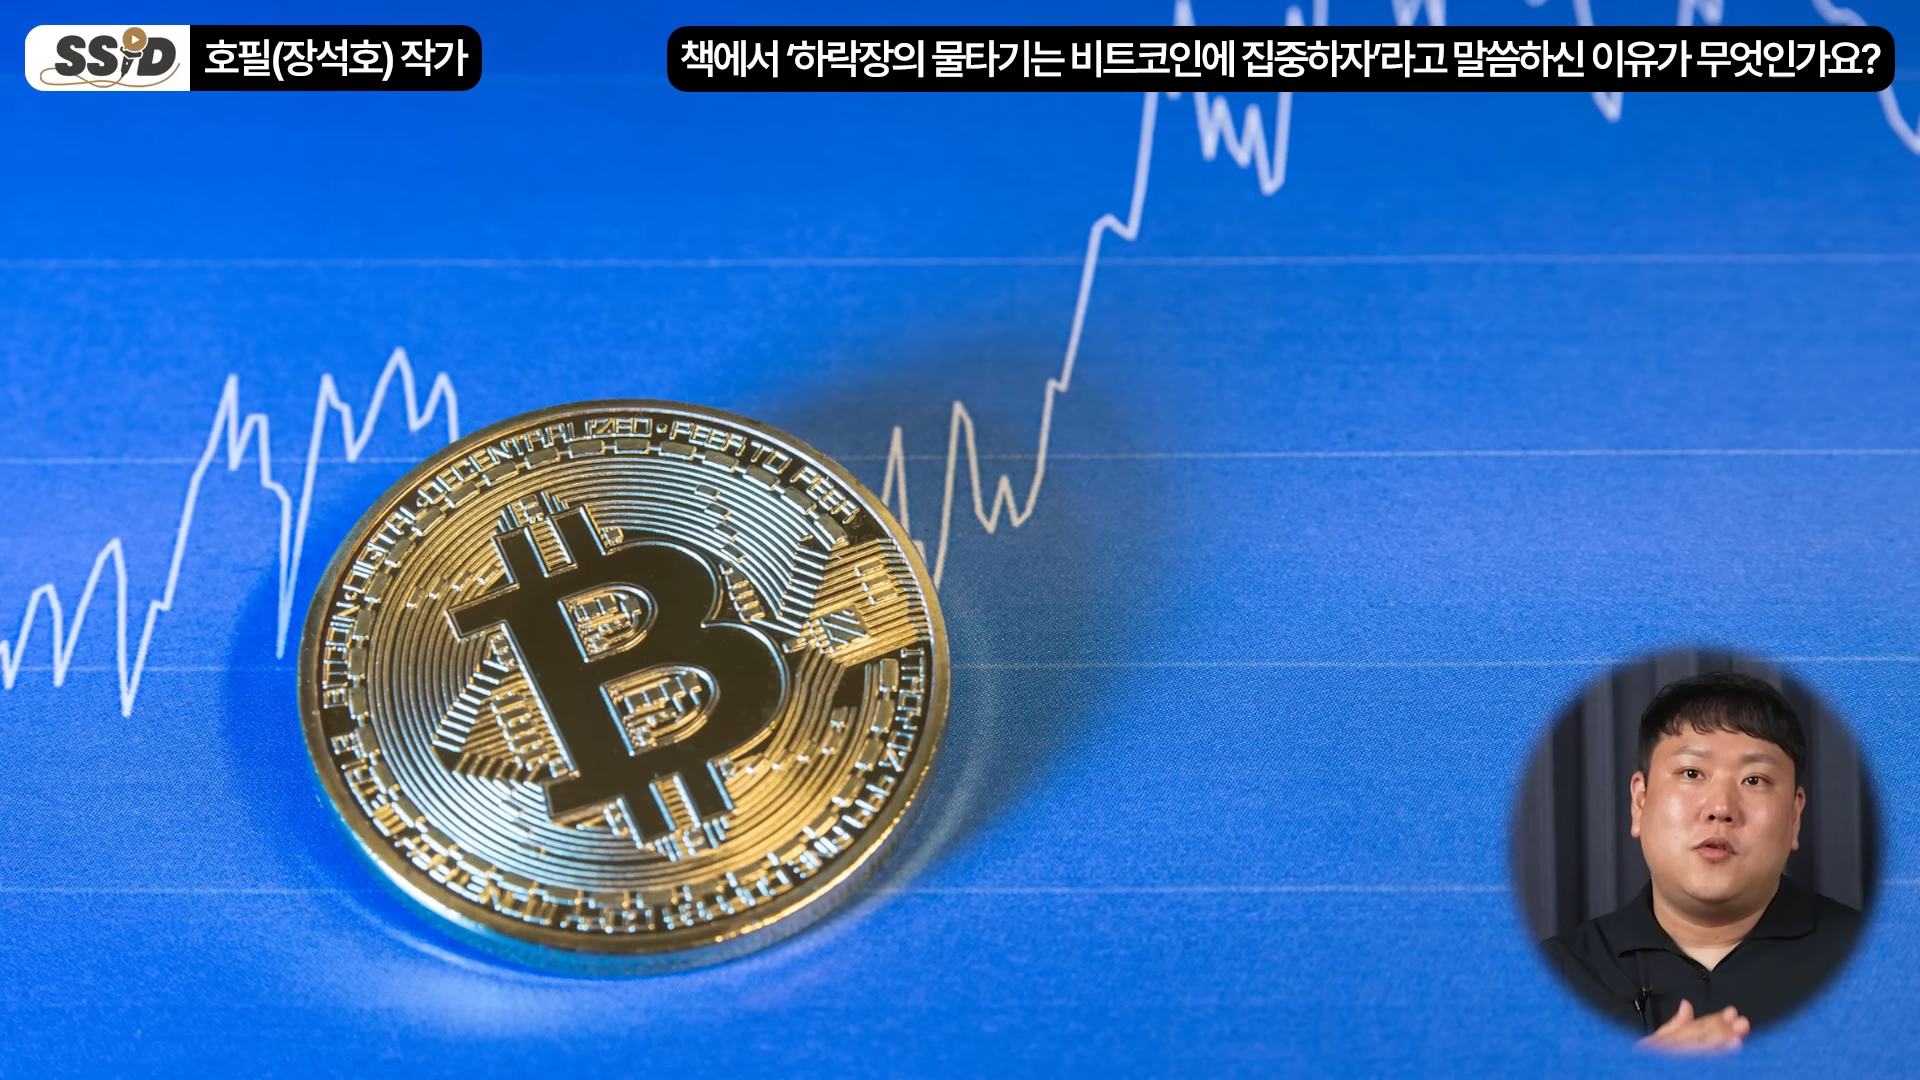 SSiD
호필(장석호) 작가
책에서 ‘하락장의 물타기는 비트코인에 집중하자’라고 말씀하신 이유가 무엇인가요?
BITCOIN·DIGITAL·DECENTRALIZED·PEER TO PEER